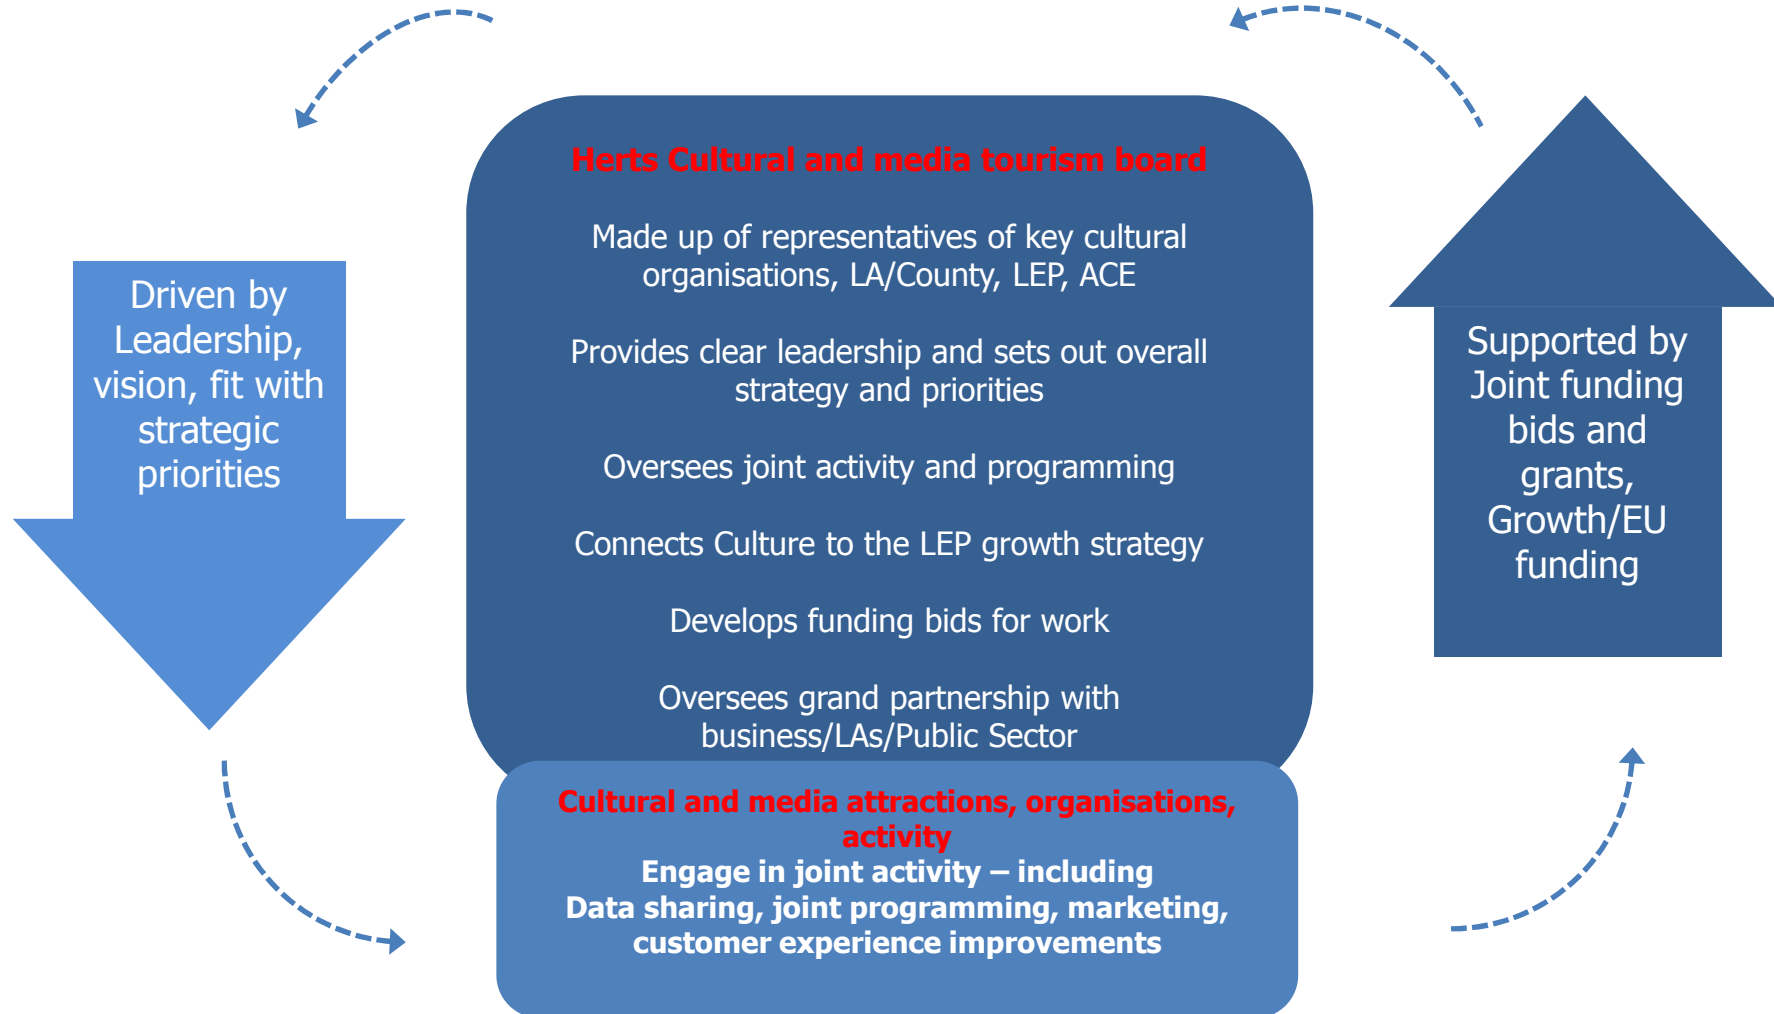 Herts Cultural and media tourism board
Made up of representatives of key cultural
organisations, LA/County, LEP, ACE
Provides clear leadership and sets out overall
strategy and priorities
Oversees joint activity and programming
Connects Culture to the LEP growth strategy
Develops funding bids for work
Oversees grand partnership with
business/LAs/Public Sector
Cultural and media attractions, organisations,
activity
Engage in joint activity – including
Data sharing, joint programming, marketing,
customer experience improvements
Driven by
Leadership,
vision, fit with
strategic
priorities
Supported by
Joint funding
bids and
grants,
Growth/EU
funding